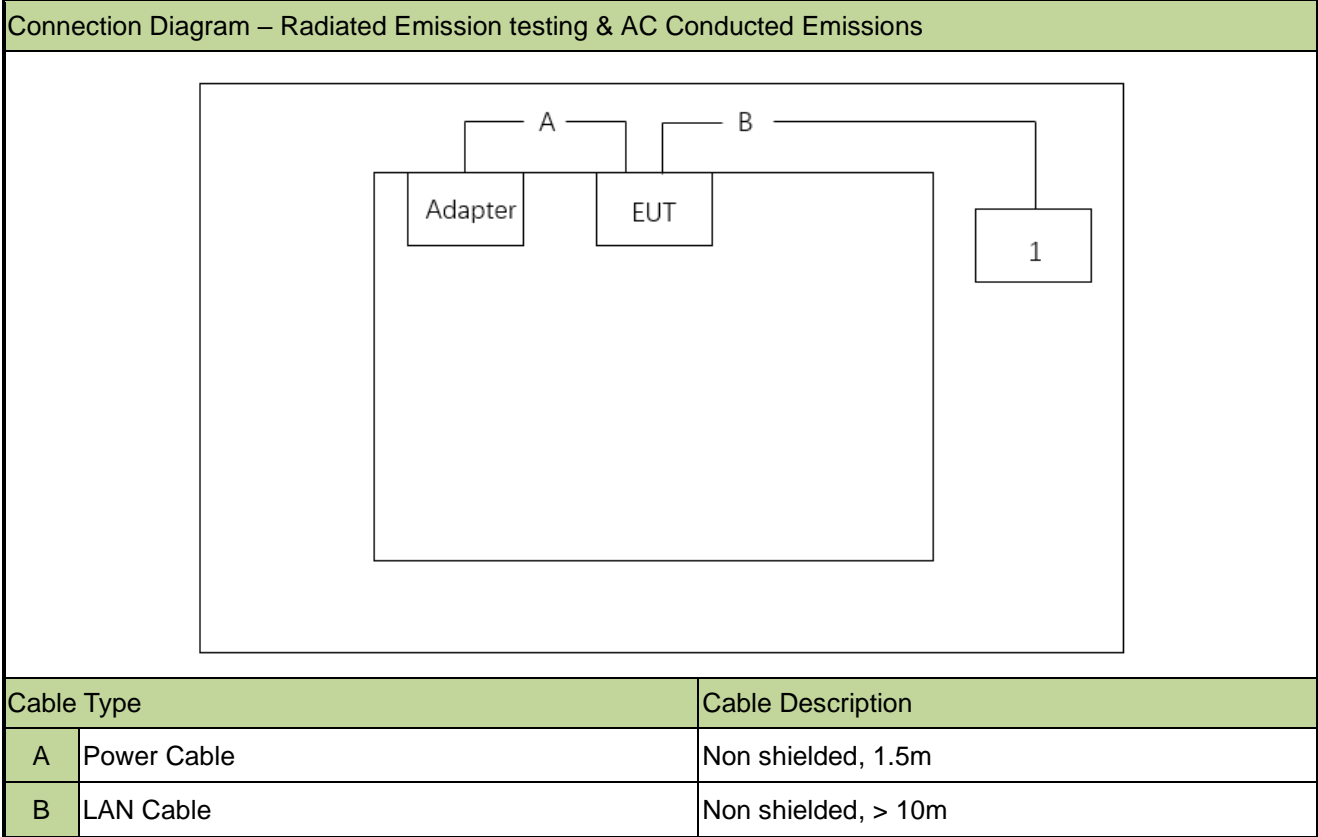 Connection Diagram – Radiated Emission testing & AC Conducted Emissions
A
B
Adapter
EUT
1
Cable Type
Cable Description
A
Power Cable
Non shielded, 1.5m
B
LAN Cable
Non shielded, > 10m